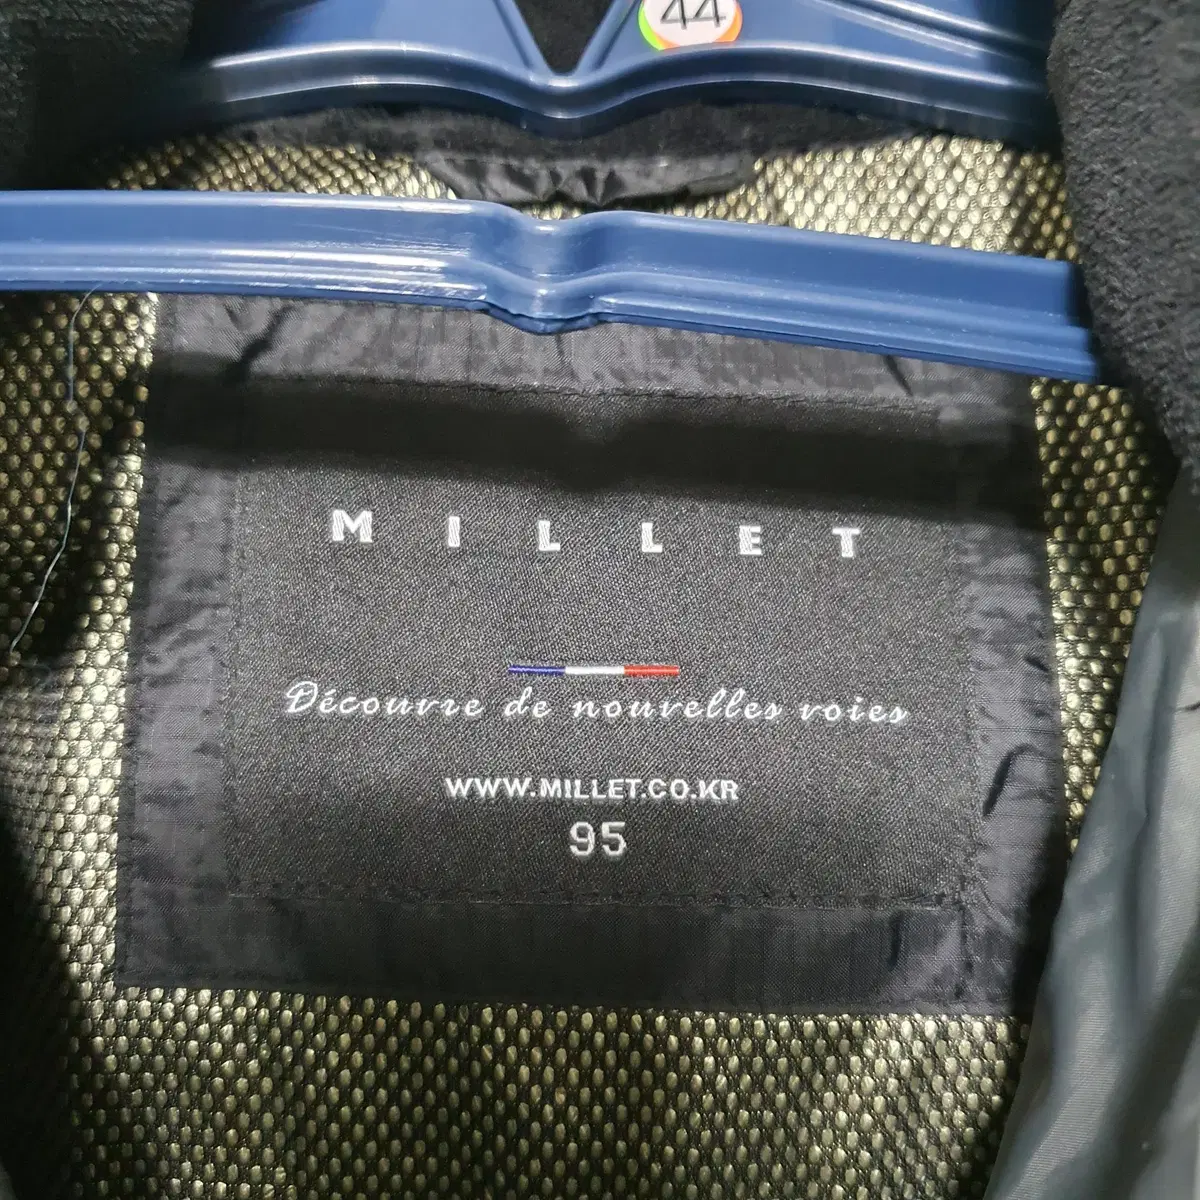 44
MILLET
Découvre de nouvelles voies
WWW.MILLET.CO.KR
95